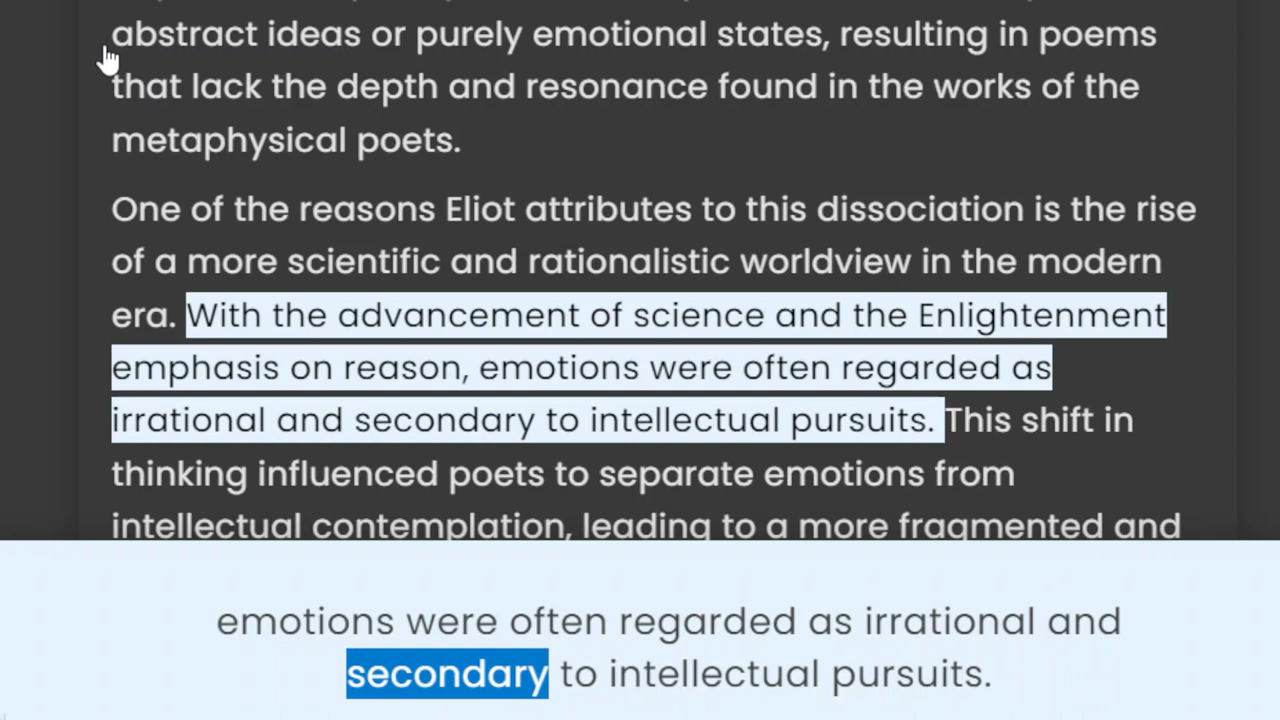 abstract ideas or purely emotional states, resulting in poems
that lack the depth and resonance found in the works of the
metaphysical poets.
One of the reasons Eliot attributes to this dissociation is the rise
of a more scientific and rationalistic worldview in the modern
era. With the advancement of science and the Enlightenment
emphasis on reason, emotions were often regarded as
irrational and secondary to intellectual pursuits. This shift in
thinking influenced poets to separate emotions from
intellectual contemplation, leading to a more fragmented and
emotions were often regarded as irrational and
secondary to intellectual pursuits.